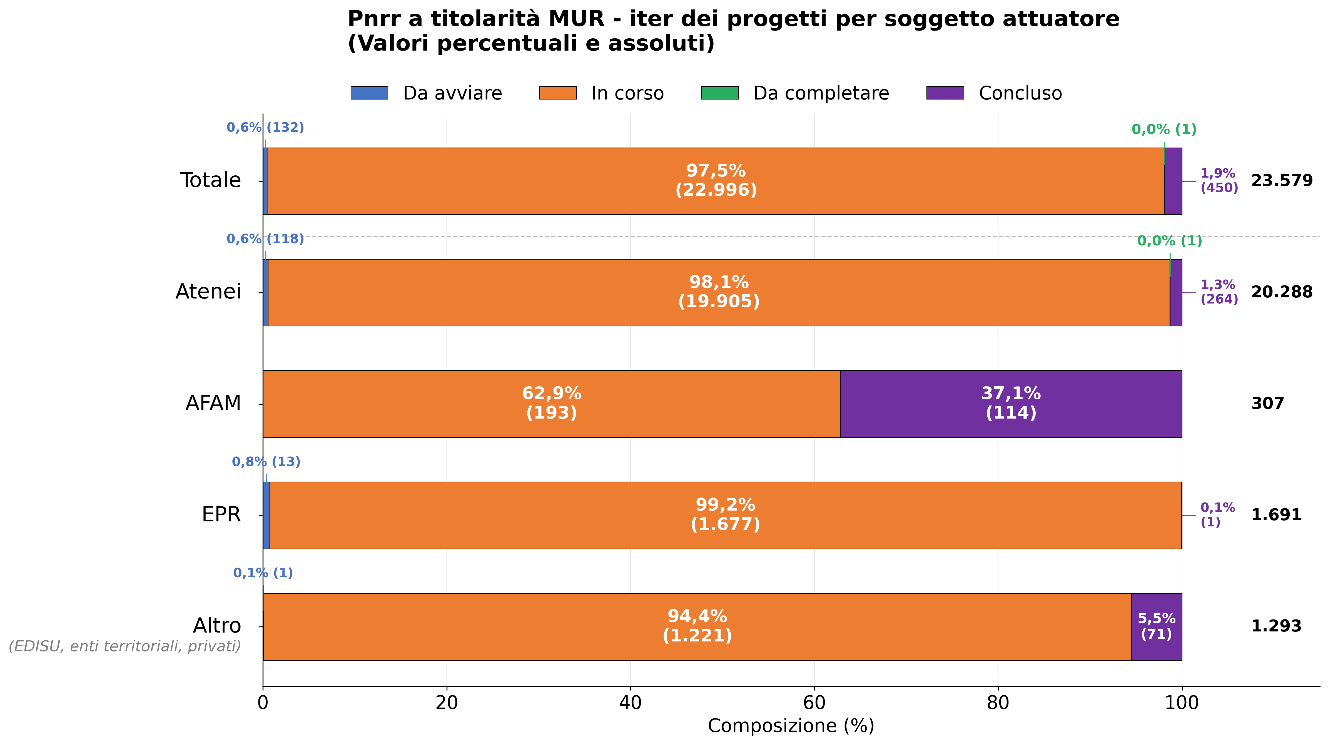 Pnrr a titolarità MUR - iter dei progetti per soggetto attuatore
(Valori percentuali e assoluti)
Da avviare
In corso
Da completare
Concluso
0,6% (132)
0,0% (1)
Totale
97,5%
(22.996)
1,9%
(450)
23.579
0,6% (118)
0,0% (1)
Atenei
98,1%
(19.905)
1,3%
(264)
20.288
AFAM
62,9%
(193)
37,1%
(114)
307
0,8% (13)
EPR
99,2%
(1.677)
0,1%
(1)
1.691
0,1% (1)
Altro
(EDISU, enti territoriali, privati)
94,4%
(1.221)
5,5%
(71)
1.293
0
20
40
60
80
100
Composizione (%)